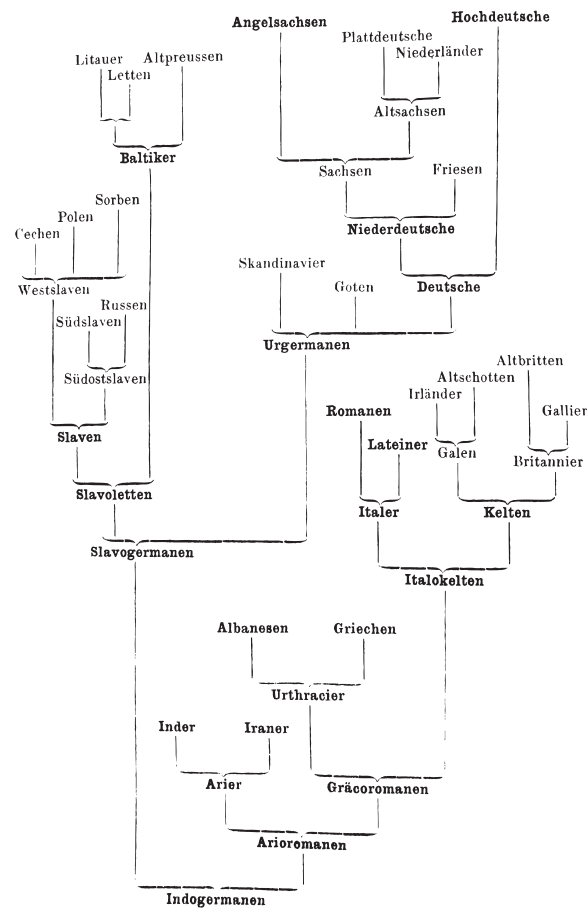 Angelsachsen
Hochdeutsche
Plattdeutsche
Niederländer
Litauer
Letten
Altpreussen
Altsachsen
Baltiker
Sachsen
Friesen
Sorben
Polen
Cechen
Niederdeutsche
Skandinavier
Goten
Deutsche
Westslaven
Russen
Südslaven
Urgermanen
Südostslaven
Altbritten
Altschotten
Irländer
Gallier
Romanen
Lateiner
Slaven
Galen
Britannier
Slavoletten
Italer
Kelten
Slavogermanen
Italokelten
Albanesen
Griechen
Urthracier
Inder
Iraner
Arier
Gräcoromanen
Arioromanen
Indogermanen